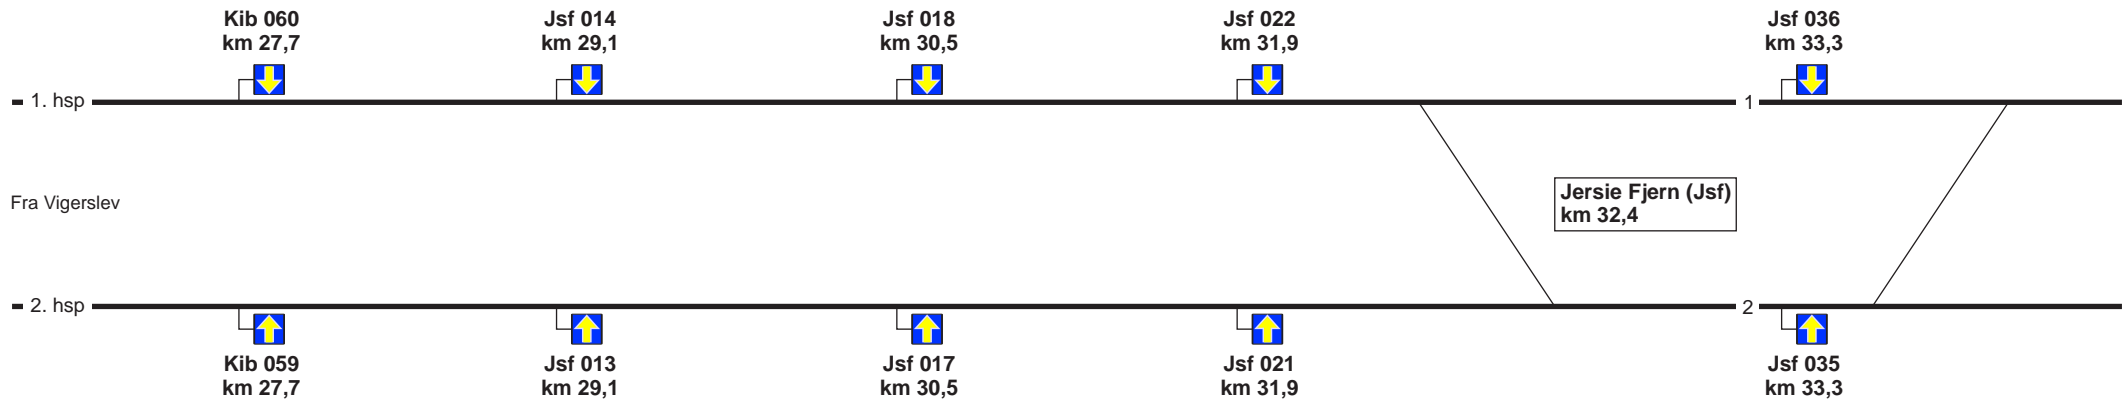 Kib 060
km 27,7
Jsf 014
km 29,1
Jsf 018
km 30,5
Jsf 022
km 31,9
Jsf 036
km 33,3
1. hsp
1
Fra Vigerslev
Jersie Fjern (Jsf)
km 32,4
2. hsp
2
Kib 059
km 27,7
Jsf 013
km 29,1
Jsf 017
km 30,5
Jsf 021
km 31,9
Jsf 035
km 33,3